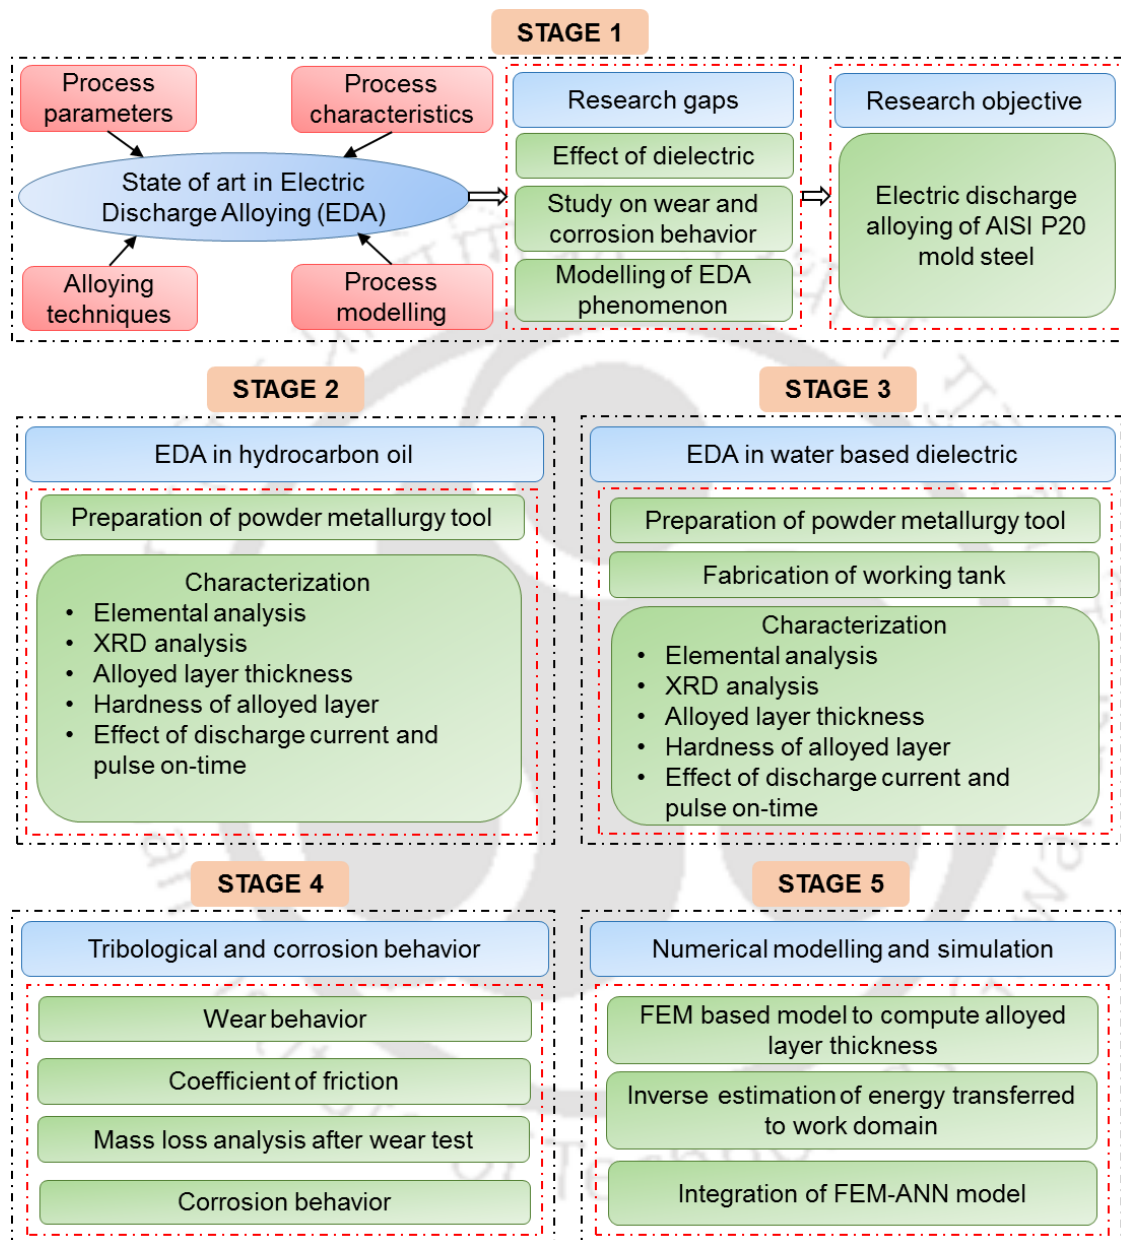 STAGE 1
Process
parameters
Process
characteristics
State of art in Electric
Discharge Alloying (EDA)
Alloying
techniques
Process
modelling
Research gaps
Effect of dielectric
Study on wear and
corrosion behavior
Modelling of EDA
phenomenon
Research objective
Electric discharge
alloying of AISI P20
mold steel
STAGE 2
EDA in hydrocarbon oil
Preparation of powder metallurgy tool
Characterization
• Elemental analysis
• XRD analysis
• Alloyed layer thickness
• Hardness of alloyed layer
• Effect of discharge current and
pulse on-time
STAGE 3
EDA in water based dielectric
Preparation of powder metallurgy tool
Fabrication of working tank
Characterization
• Elemental analysis
• XRD analysis
• Alloyed layer thickness
• Hardness of alloyed layer
• Effect of discharge current and
pulse on-time
STAGE 4
Tribological and corrosion behavior
Wear behavior
Coefficient of friction
Mass loss analysis after wear test
Corrosion behavior
STAGE 5
Numerical modelling and simulation
FEM based model to compute alloyed
layer thickness
Inverse estimation of energy transferred
to work domain
Integration of FEM-ANN model